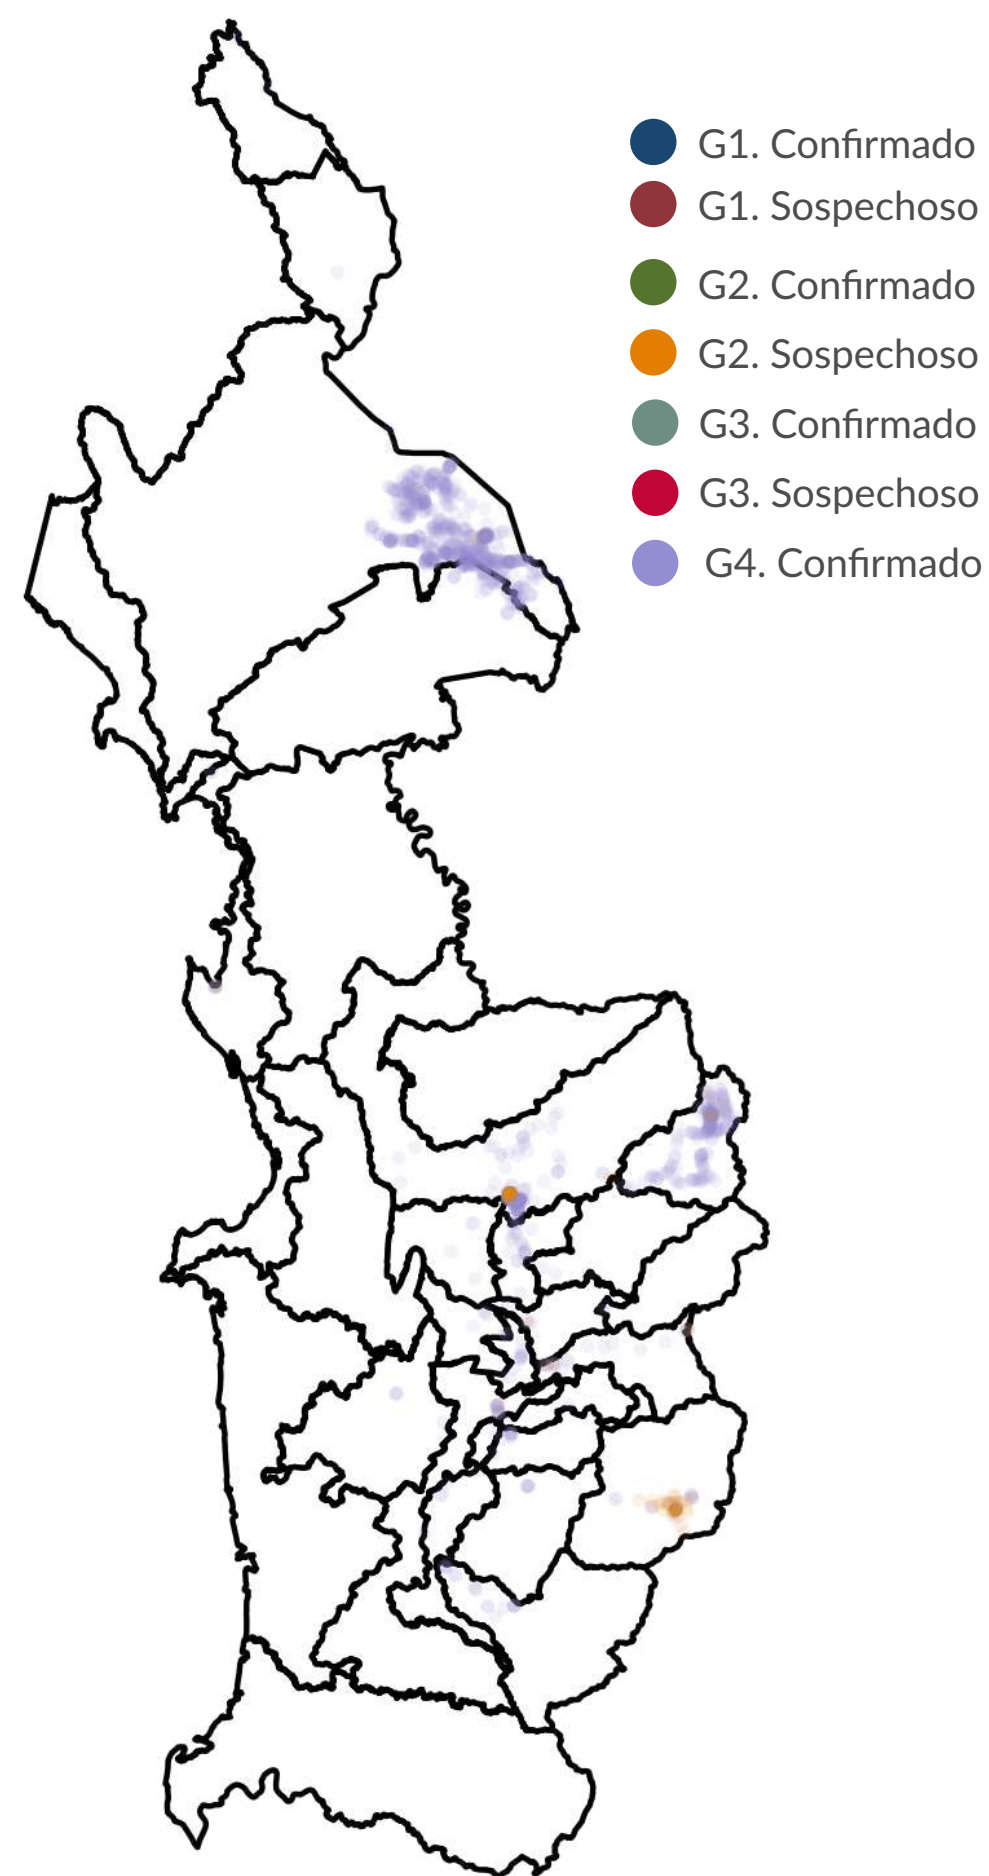 G1. Confirmado
G1. Sospechoso
G2. Confirmado
G2. Sospechoso
G3. Confirmado
G3. Sospechoso
G4. Confirmado